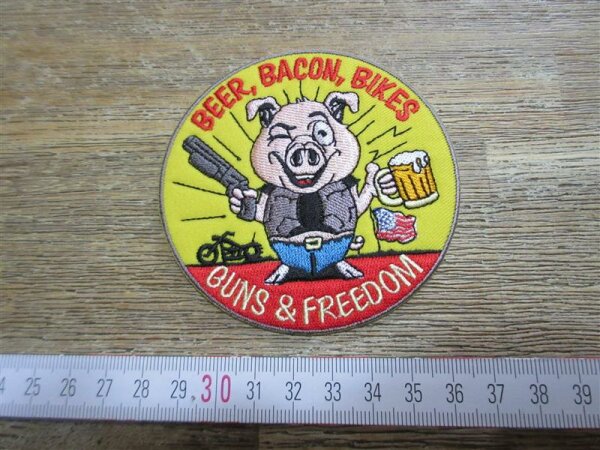 BEER, BACON, BIKES
GUNS & FREEDOM
25 26 27 28 29 30 31 32 33 34 35 36 37 38 39